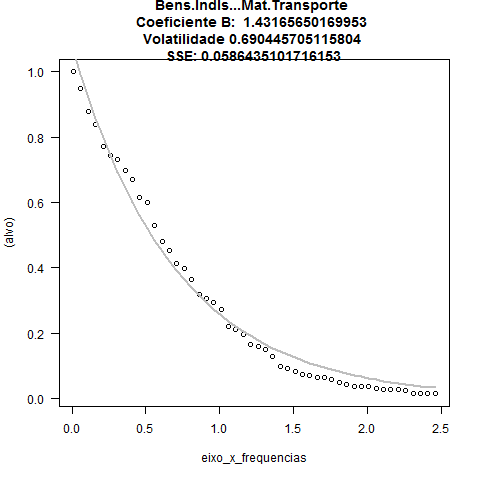 Bens.Indls...Mat.Transporte
Coeficiente B:  1.43165650169953
Volatilidade 0.690445705115804
SSE: 0.0586435101716153
1.0
0.8
0.6
0.4
0.2
0.0
(alvo)
0.0 0.5 1.0 1.5 2.0 2.5
eixo_x_frequencias